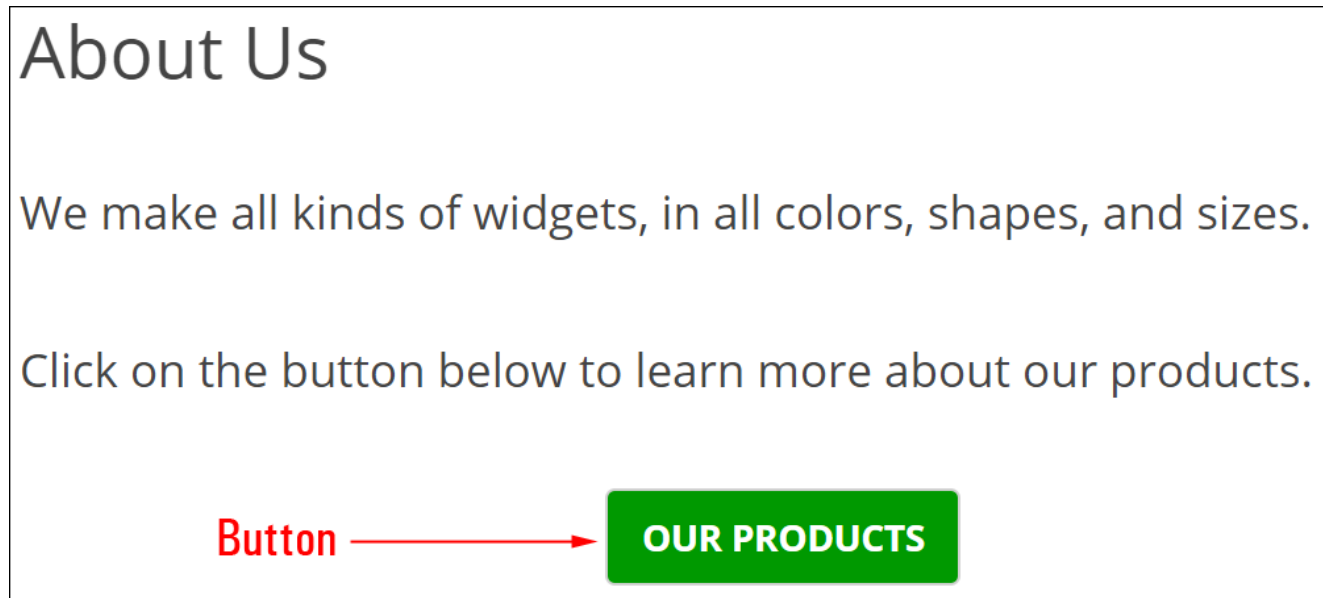 About Us
We make all kinds of widgets, in all colors, shapes, and sizes.
Click on the button below to learn more about our products.
Button
OUR PRODUCTS